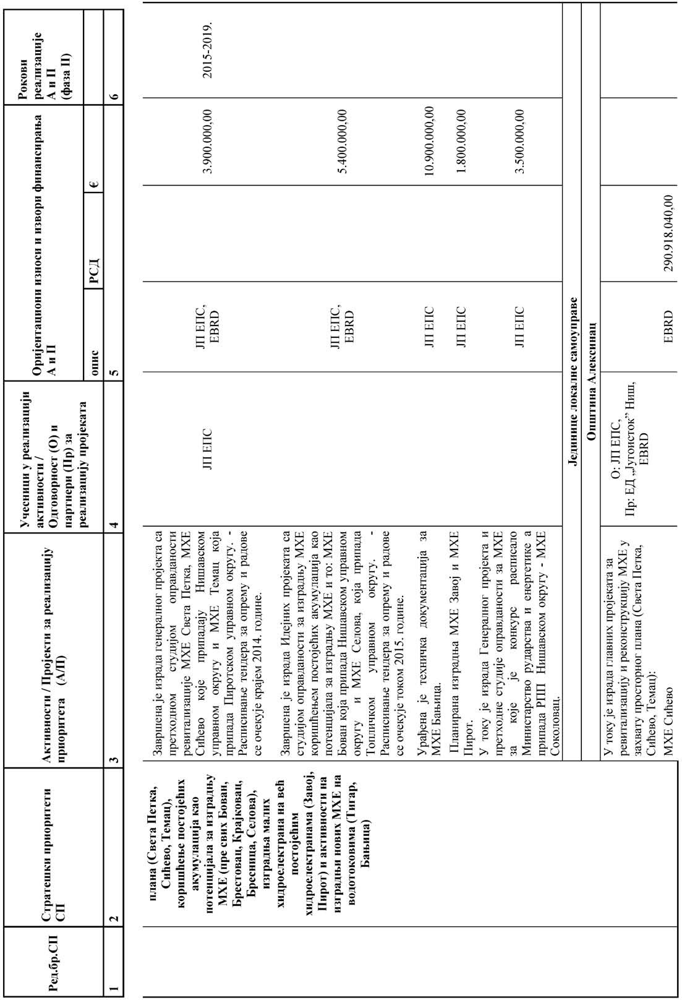 Ред.бр.СП
Стратешки приоритети
СП
Активности / Пројекти за реализацију
приоритета (А/П)
Учесници у реализацији
активности /
Одговорност (О) и
партнери (Пр) за
реализацију пројеката
Оријентациони износи и извори финансирања
А и П
опис
РСД
€
Рокови
реализације
А и П
(фаза II)
1
2
3
4
5
6
плана (Света Петка,
Сићево, Темац),
коришћење постојећих
акумулација као
потенцијала за изградњу
МХЕ (пре свих Бован,
Брестовац, Крајковац,
Бресница, Селова),
изградња малих
хидроелектрана на већ
постојећим
хидроелектранама (Завој,
Пирот) и активности на
изградњи нових МХЕ на
водотоковима (Тигар,
Бањица)
Завршена је израда генералног пројекта са
претходном студијом оправданости
ревитализације МХЕ Света Петка, МХЕ
Сићево које припадају Нишавском
управном округу и МХЕ Темац која
припада Пиротском управном округу. -
Расписивање тендера за опрему и радове
се очекује крајем 2014. године.
ЈП ЕПС
ЈП ЕПС,
EBRD
3.900.000,00
2015-2019.
Завршена је израда Идејних пројеката са
студијом оправданости за изградњу МХЕ
коришћењем постојећих акумулација као
потенцијала за изградњу МХЕ и то: МХЕ
Бован која припада Нишавском управном
округу и МХЕ Селова, која припада
Топличком управном округу. -
Расписивање тендера за опрему и радове
се очекује током 2015. године.
ЈП ЕПС,
EBRD
5.400.000,00
Урађена је техничка документација за
МХЕ Бањица.
ЈП ЕПС
10.900.000,00
Планирана изградња МХЕ Завој и МХЕ
Пирот.
ЈП ЕПС
1.800.000,00
У току је израда Генералног пројекта и
претходне студије оправданости за МХЕ
за које је конкурс расписало
Министарство рударства и енергетике а
припада РПП Нишавском округу - МХЕ
Соколовац.
ЈП ЕПС
3.500.000,00
Јединице локалне самоуправе
Општина Алексинац
У току је израда главних пројеката за
ревитализацију и реконструкцију МХЕ у
захвату просторног плана (Света Петка,
Сићево, Темац):
МХЕ Сићево
О: ЈП ЕПС,
Пр: ЕД „Југоисток” Ниш,
EBRD
EBRD
290.918.040,00